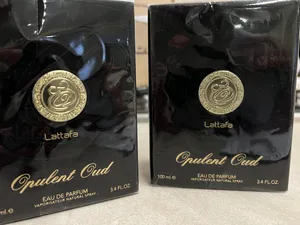 Lattafa
Opulent Oud
EAU DE PARFUM
VAPORISATEUR NATURAL SPRAY
ml e
3.4 FL.OZ.
Lattafa
Opulent Oud
EAU DE PARFUM
VAPORISATEUR NATURAL SPRAY
100 ml e
3.4 FL.OZ.